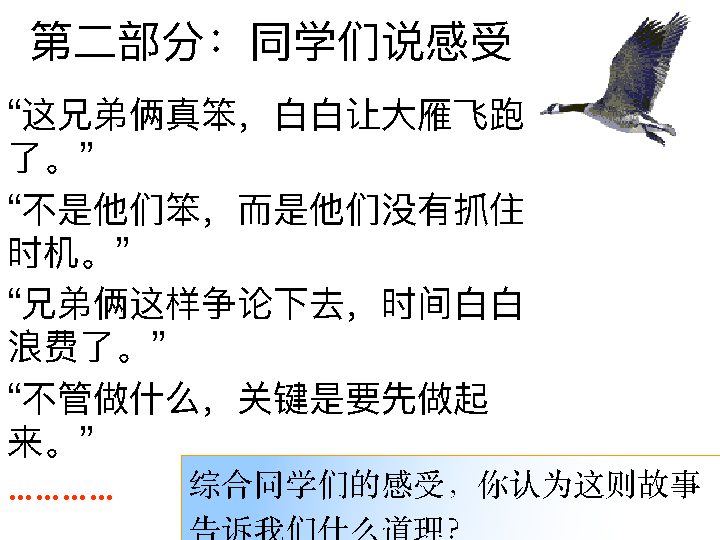 第二部分：同学们说感受
“这兄弟俩真笨，白白让大雁飞跑
了。”
“不是他们笨，而是他们没有抓住
时机。”
“兄弟俩这样争论下去，时间白白
浪费了。”
“不管做什么，关键是要先做起
来。”
…………
综合同学们的感受，你认为这则故事
告诉我们什么道理？